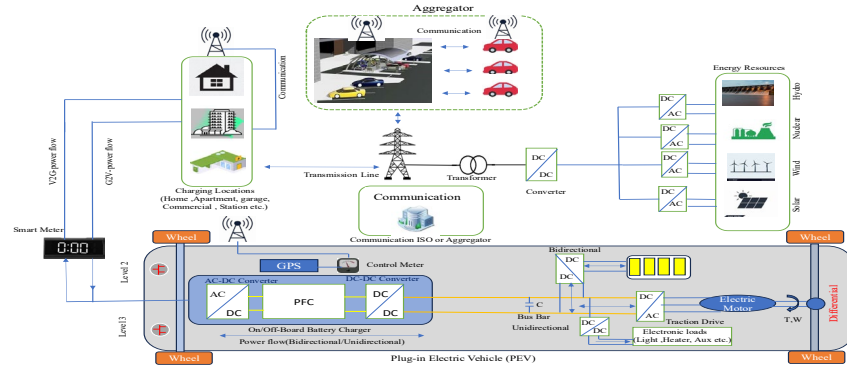 Aggregator
Communication
Communication
Energy Resources
V2G power flow
G2V-power flow
DC
AC
Hydro
DC
AC
Nuclear
DC
AC
Wind
DC
AC
Solar
DC
DC
Converter
Transformer
Transmission Line
Charging Locations
(Home ,Apartment, garage,
Commercial , Station etc.)
Communication
Communication ISO or Aggregator
Smart Meter
0:00
Wheel
Wheel
Level 2
Level3
GPS
Control Meter
AC-DC Converter
DC-DC Converter
AC
DC
PFC
DC
DC
On/Off-Board Battery Charger
Power flow(Bidirectional/Unidirectional)
Bidirectional
DC
DC
C
Bus Bar
Unidirectional
DC
DC
DC
AC
Traction Drive
Electronic loads
(Light ,Heater, Aux etc.)
Electric
Motor
T,W
Differential
Wheel
Wheel
Plug-in Electric Vehicle (PEV)